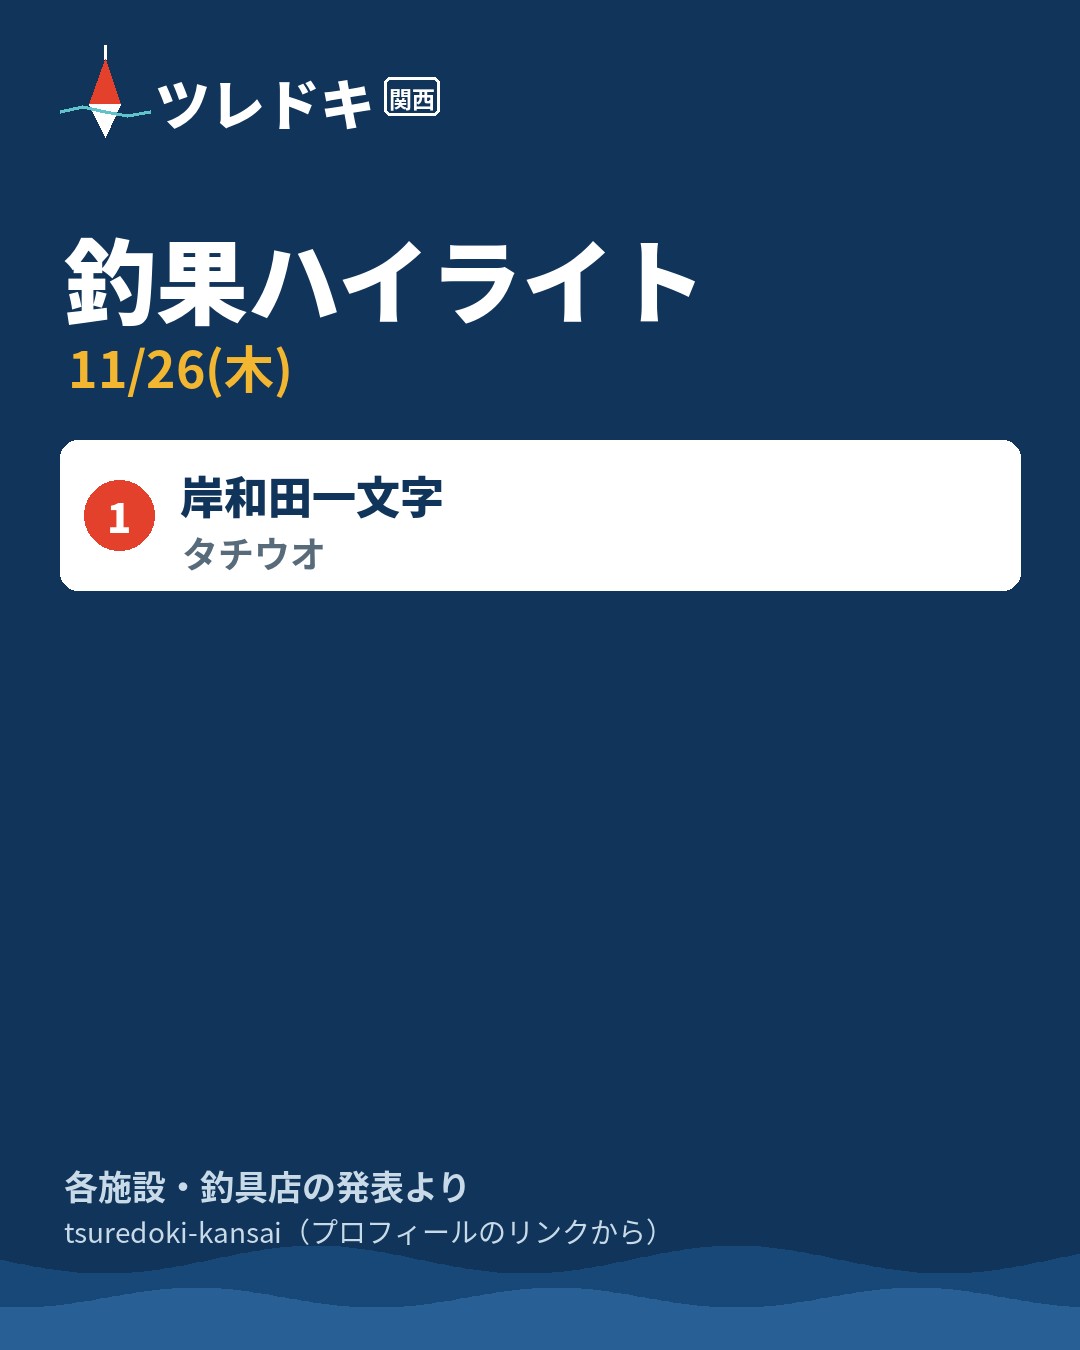 ツレドキ 関西
釣果ハイライト
11/26(木)
1
岸和田一文字
タチウオ
各施設・釣具店の発表より
tsuredoki-kansai（プロフィールのリンクから）